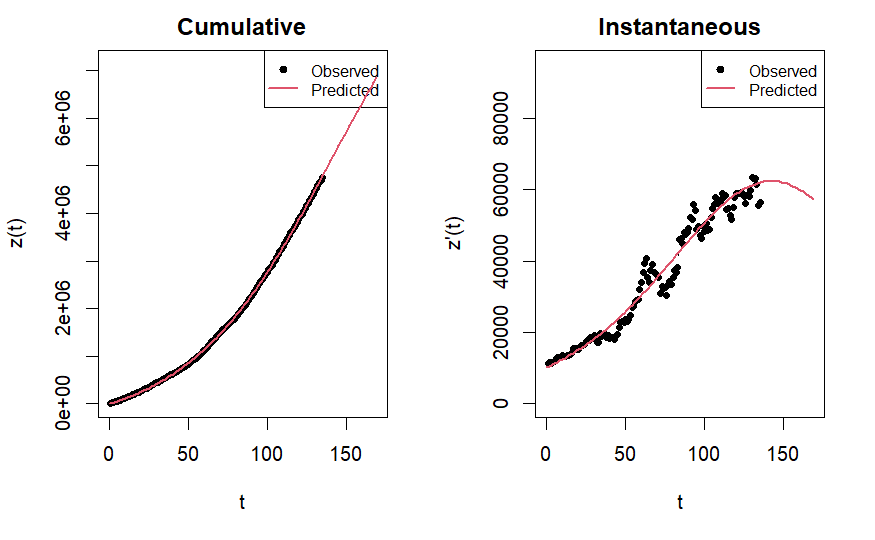 Cumulative
Observed
Predicted
z(t)
0e+00 2e+06 4e+06 6e+06
0 50 100 150
t
Instantaneous
Observed
Predicted
z'(t)
0 20000 40000 60000 80000
0 50 100 150
t